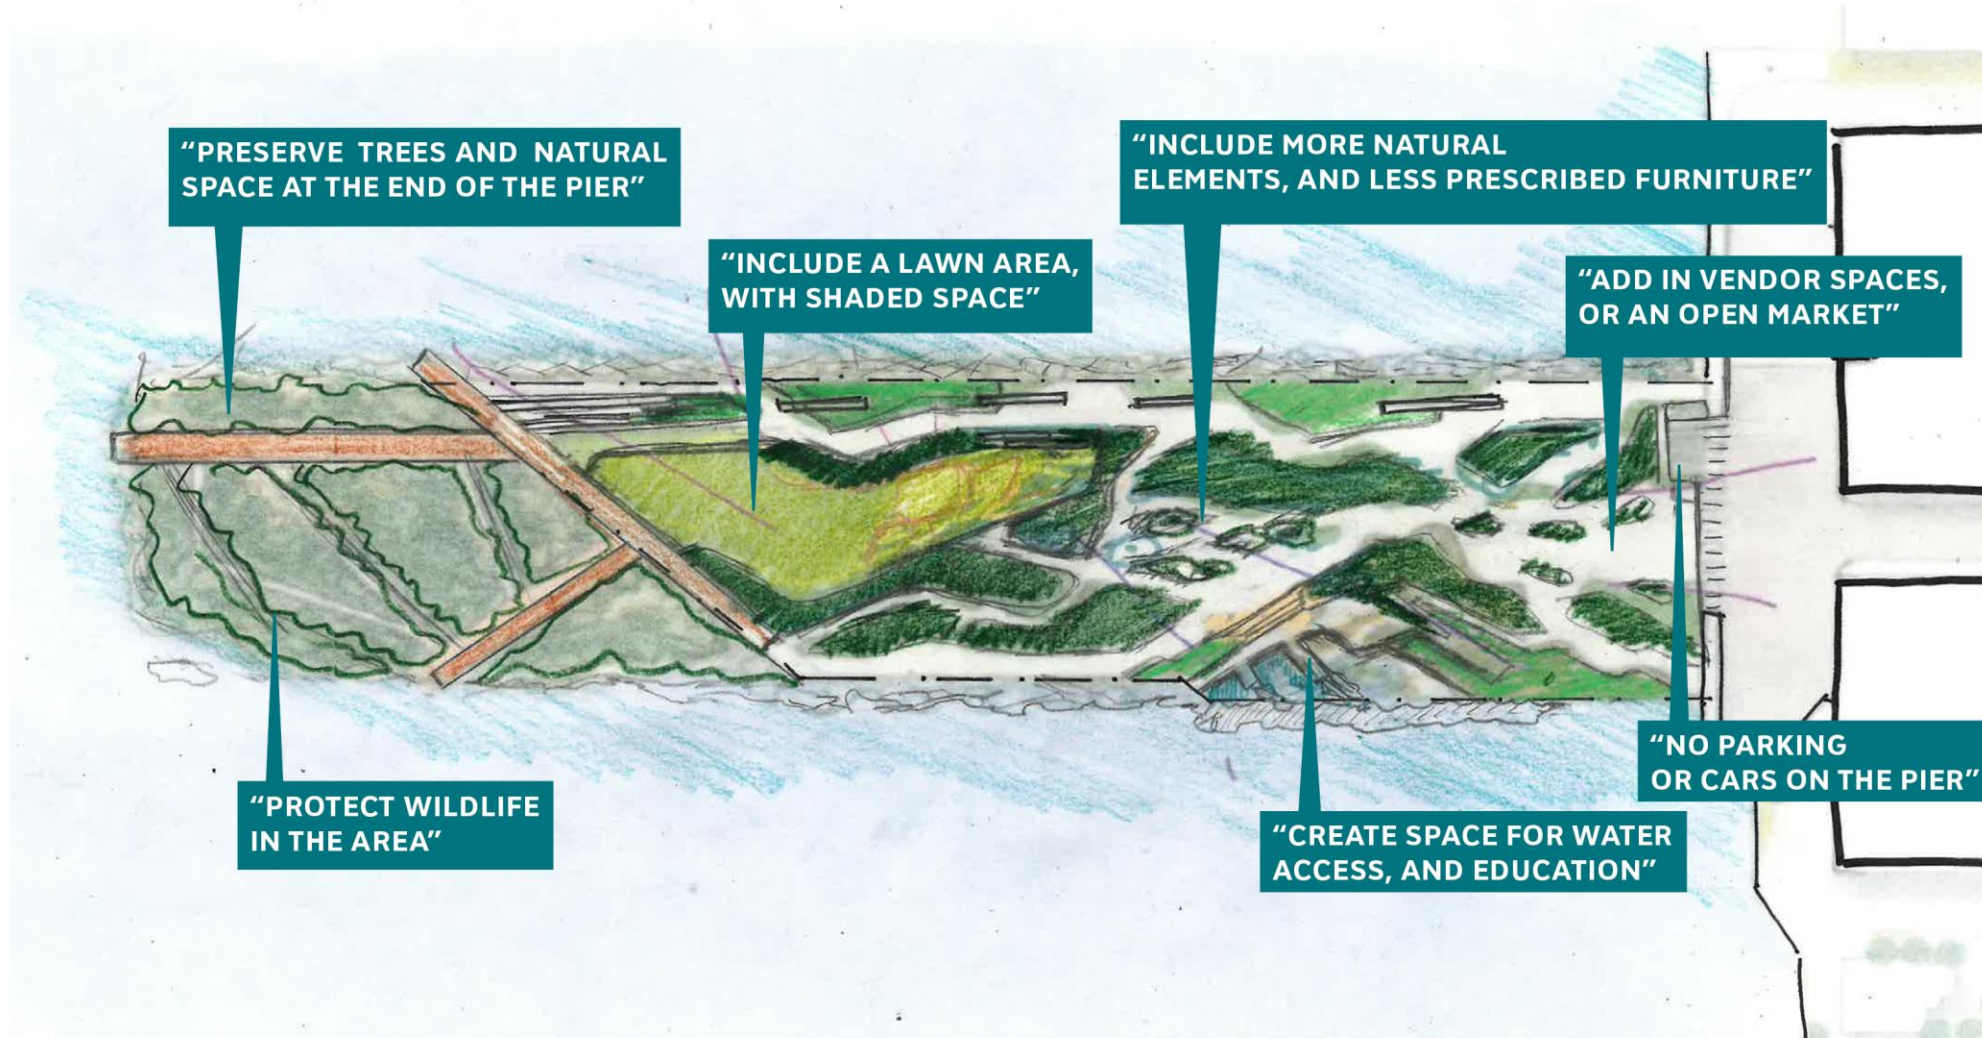 “PRESERVE TREES AND NATURAL
SPACE AT THE END OF THE PIER”
“INCLUDE MORE NATURAL
ELEMENTS, AND LESS PRESCRIBED FURNITURE”
“INCLUDE A LAWN AREA,
WITH SHADED SPACE”
“ADD IN VENDOR SPACES,
OR AN OPEN MARKET”
“NO PARKING
OR CARS ON THE PIER”
“PROTECT WILDLIFE
IN THE AREA”
“CREATE SPACE FOR WATER
ACCESS, AND EDUCATION”